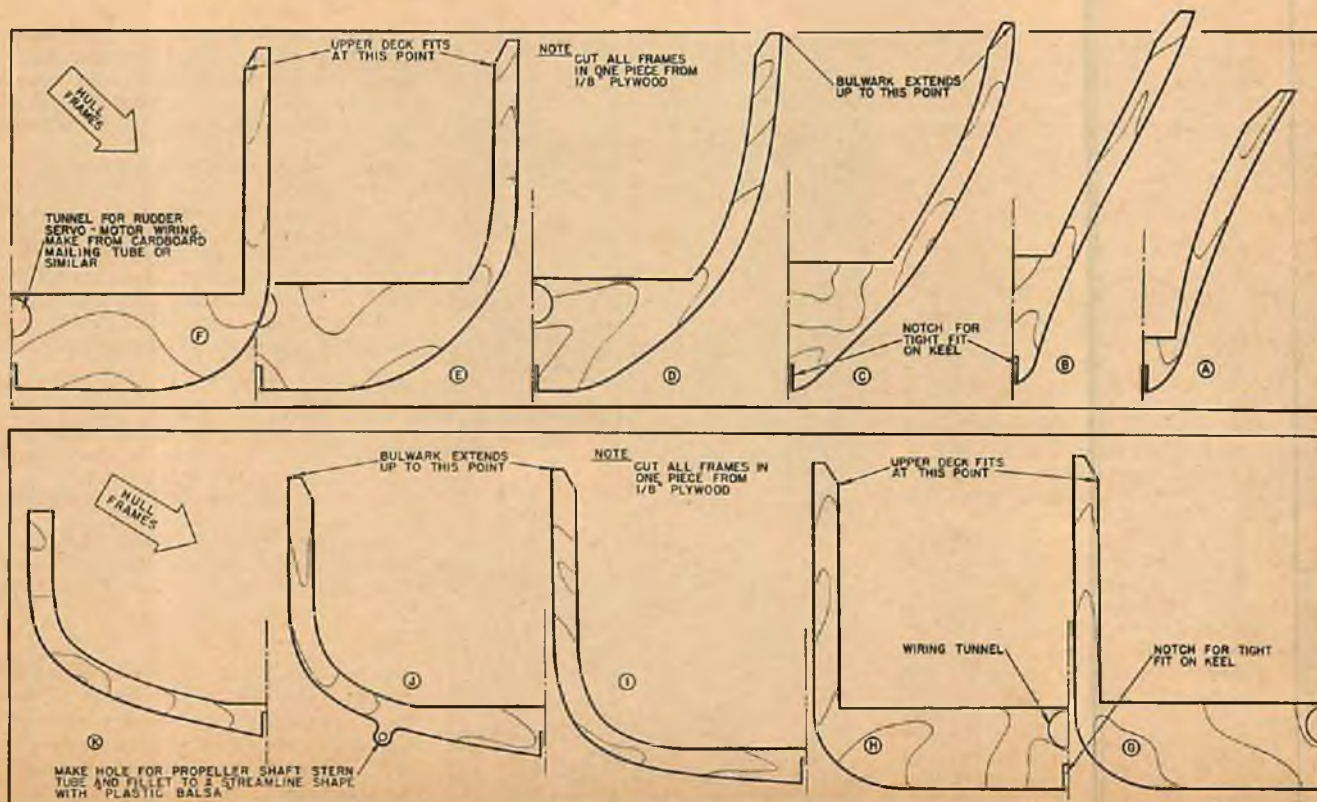 UPPER DECK FITS
AT THIS POINT
NOTE
CUT ALL FRAMES
IN ONE PIECE FROM
1/8" PLYWOOD
BULWARK EXTENDS
UP TO THIS POINT
HULL
FRAMES
TUNNEL FOR RUDDER
SERVO-MOTOR WIRING.
MAKE FROM CARDBOARD
MAILING TUBE OR
SIMILAR
NOTCH FOR
TIGHT FIT
ON KEEL
F
E
D
C
B
A
BULWARK EXTENDS
UP TO THIS POINT
NOTE
CUT ALL FRAMES IN
ONE PIECE FROM
1/8" PLYWOOD
UPPER DECK FITS
AT THIS POINT
HULL
FRAMES
WIRING TUNNEL
NOTCH FOR TIGHT
FIT ON KEEL
K
J
I
H
G
MAKE HOLE FOR PROPELLER SHAFT STERN
TUBE AND FILLET TO A STREAMLINE SHAPE
WITH "PLASTIC BALSA"